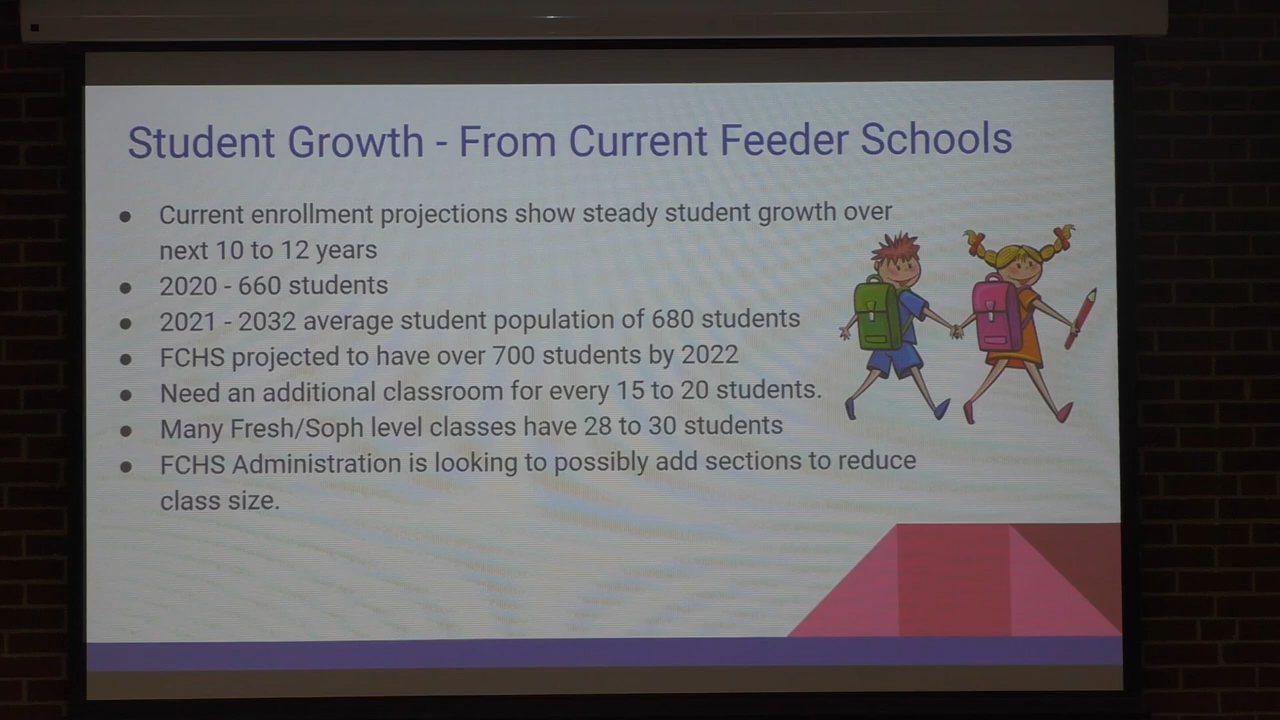 Student Growth - From Current Feeder Schools
● Current enrollment projections show steady student growth over
next 10 to 12 years
● 2020 - 660 students
● 2021 - 2032 average student population of 680 students
● FCHS projected to have over 700 students by 2022
● Need an additional classroom for every 15 to 20 students.
● Many Fresh/Soph level classes have 28 to 30 students
● FCHS Administration is looking to possibly add sections to reduce
class size.